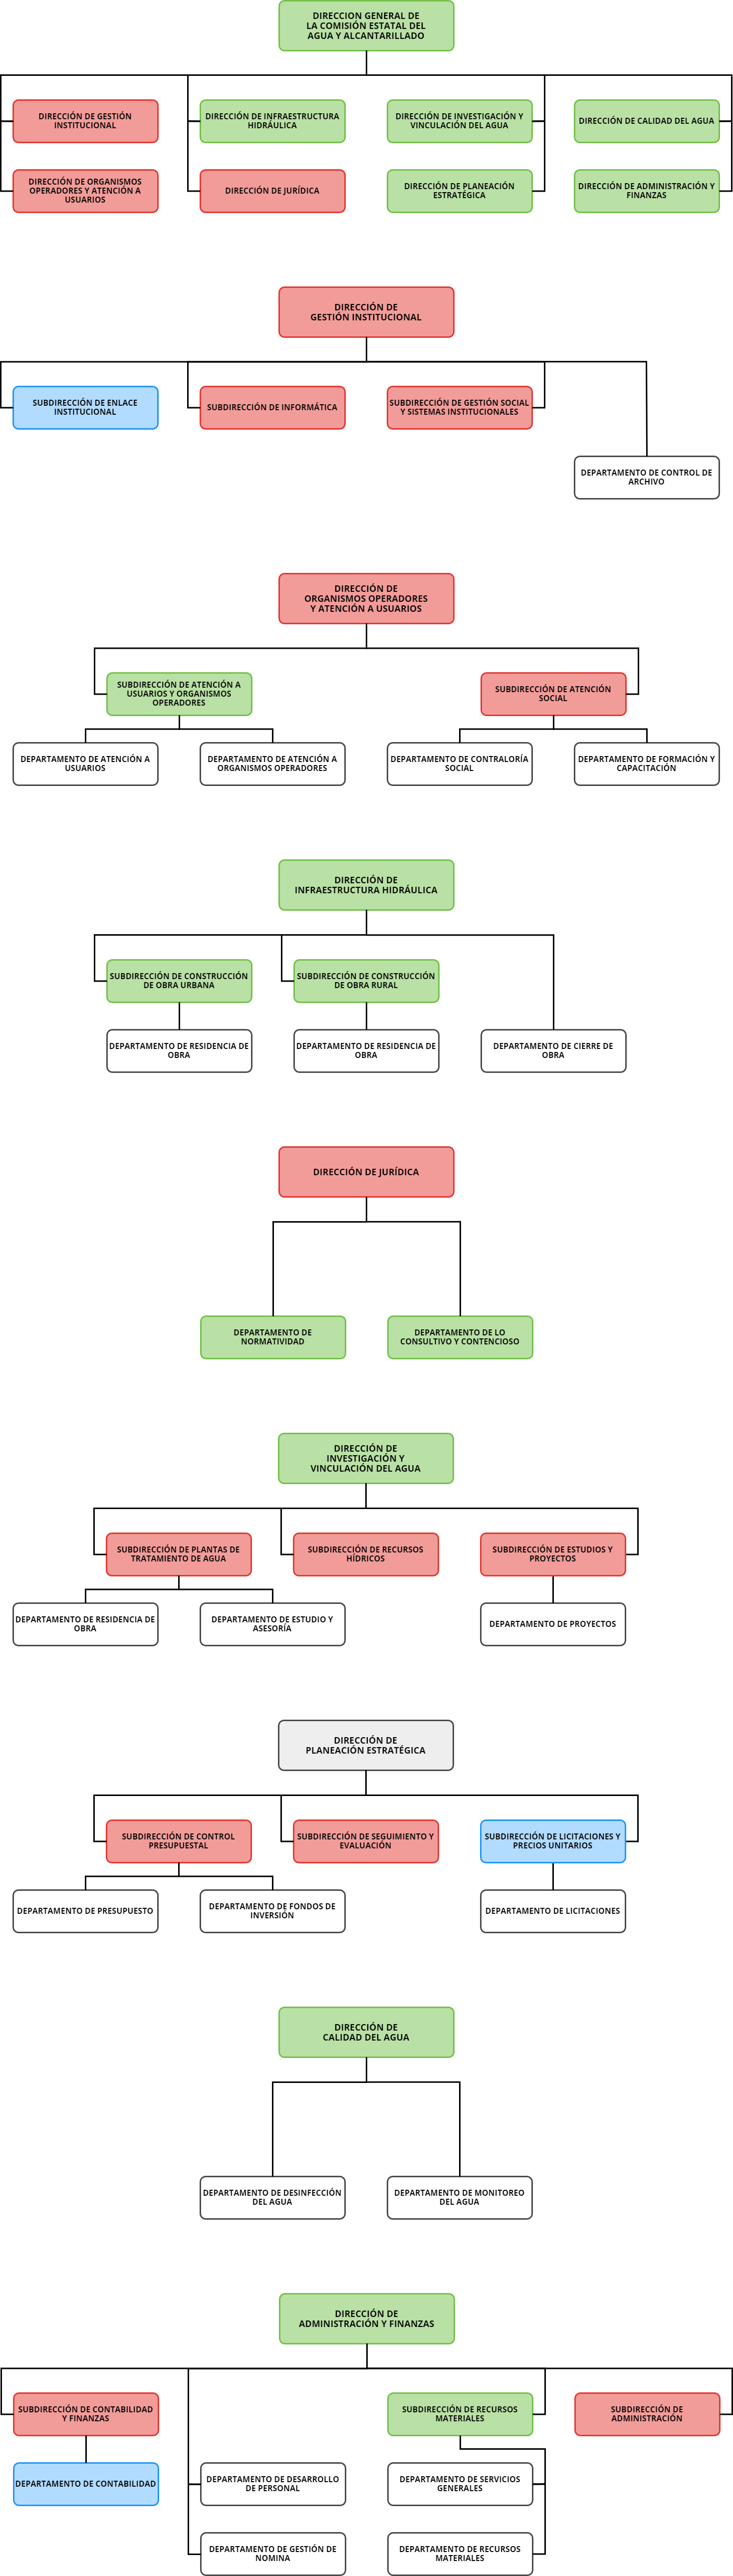 DIRECCION GENERAL DE
LA COMISIÓN ESTATAL DEL
AGUA Y ALCANTARILLADO
DIRECCIÓN DE GESTIÓN
INSTITUCIONAL
DIRECCIÓN DE INFRAESTRUCTURA
HIDRÁULICA
DIRECCIÓN DE INVESTIGACIÓN Y
VINCULACIÓN DEL AGUA
DIRECCIÓN DE CALIDAD DEL AGUA
DIRECCIÓN DE ORGANISMOS
OPERADORES Y ATENCIÓN A
USUARIOS
DIRECCIÓN DE JURÍDICA
DIRECCIÓN DE PLANEACIÓN
ESTRATÉGICA
DIRECCIÓN DE ADMINISTRACIÓN Y
FINANZAS
DIRECCIÓN DE
GESTIÓN INSTITUCIONAL
SUBDIRECCIÓN DE ENLACE
INSTITUCIONAL
SUBDIRECCIÓN DE INFORMÁTICA
SUBDIRECCIÓN DE GESTIÓN SOCIAL
Y SISTEMAS INSTITUCIONALES
DEPARTAMENTO DE CONTROL DE
ARCHIVO
DIRECCIÓN DE
ORGANISMOS OPERADORES
Y ATENCIÓN A USUARIOS
SUBDIRECCIÓN DE ATENCIÓN A
USUARIOS Y ORGANISMOS
OPERADORES
SUBDIRECCIÓN DE ATENCIÓN
SOCIAL
DEPARTAMENTO DE ATENCIÓN A
USUARIOS
DEPARTAMENTO DE ATENCIÓN A
ORGANISMOS OPERADORES
DEPARTAMENTO DE CONTRALORÍA
SOCIAL
DEPARTAMENTO DE FORMACIÓN Y
CAPACITACIÓN
DIRECCIÓN DE
INFRAESTRUCTURA HIDRÁULICA
SUBDIRECCIÓN DE CONSTRUCCIÓN
DE OBRA URBANA
SUBDIRECCIÓN DE CONSTRUCCIÓN
DE OBRA RURAL
DEPARTAMENTO DE RESIDENCIA DE
OBRA
DEPARTAMENTO DE RESIDENCIA DE
OBRA
DEPARTAMENTO DE CIERRE DE
OBRA
DIRECCIÓN DE JURÍDICA
DEPARTAMENTO DE
NORMATIVIDAD
DEPARTAMENTO DE LO
CONSULTIVO Y CONTENCIOSO
DIRECCIÓN DE
INVESTIGACIÓN Y
VINCULACIÓN DEL AGUA
SUBDIRECCIÓN DE PLANTAS DE
TRATAMIENTO DE AGUA
SUBDIRECCIÓN DE RECURSOS
HÍDRICOS
SUBDIRECCIÓN DE ESTUDIOS Y
PROYECTOS
DEPARTAMENTO DE RESIDENCIA DE
OBRA
DEPARTAMENTO DE ESTUDIO Y
ASESORÍA
DEPARTAMENTO DE PROYECTOS
DIRECCIÓN DE
PLANEACIÓN ESTRATÉGICA
SUBDIRECCIÓN DE CONTROL
PRESUPUESTAL
SUBDIRECCIÓN DE SEGUIMIENTO Y
EVALUACIÓN
SUBDIRECCIÓN DE LICITACIONES Y
PRECIOS UNITARIOS
DEPARTAMENTO DE PRESUPUESTO
DEPARTAMENTO DE FONDOS DE
INVERSIÓN
DEPARTAMENTO DE LICITACIONES
DIRECCIÓN DE
CALIDAD DEL AGUA
DEPARTAMENTO DE DESINFECCIÓN
DEL AGUA
DEPARTAMENTO DE MONITOREO
DEL AGUA
DIRECCIÓN DE
ADMINISTRACIÓN Y FINANZAS
SUBDIRECCIÓN DE CONTABILIDAD
Y FINANZAS
SUBDIRECCIÓN DE RECURSOS
MATERIALES
SUBDIRECCIÓN DE
ADMINISTRACIÓN
DEPARTAMENTO DE CONTABILIDAD
DEPARTAMENTO DE DESARROLLO
DE PERSONAL
DEPARTAMENTO DE SERVICIOS
GENERALES
DEPARTAMENTO DE GESTIÓN DE
NOMINA
DEPARTAMENTO DE RECURSOS
MATERIALES